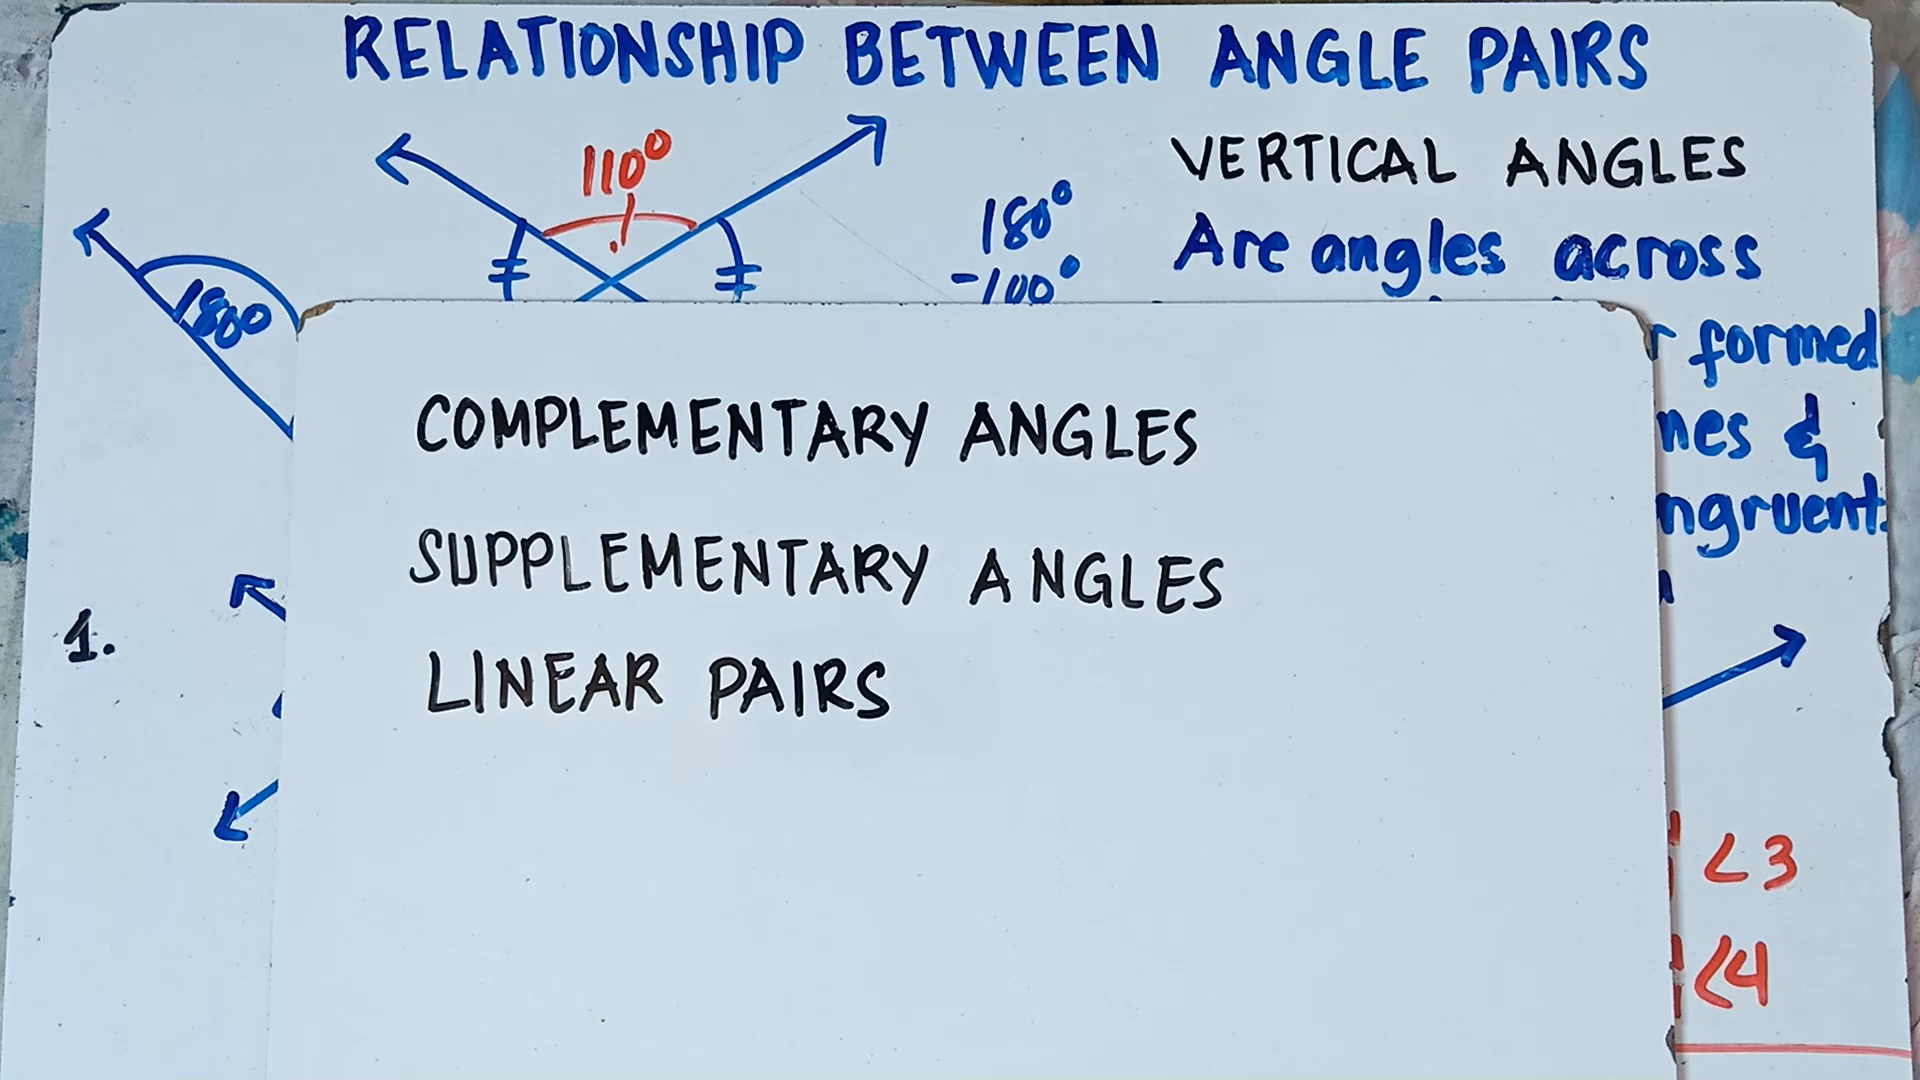 RELATIONSHIP BETWEEN ANGLE PAIRS
110°
VERTICAL ANGLES
180°
Are angles across
-100°
180°
formed
COMPLEMENTARY ANGLES
SUPPLEMENTARY ANGLES
1.
LINEAR PAIRS
<3
<4